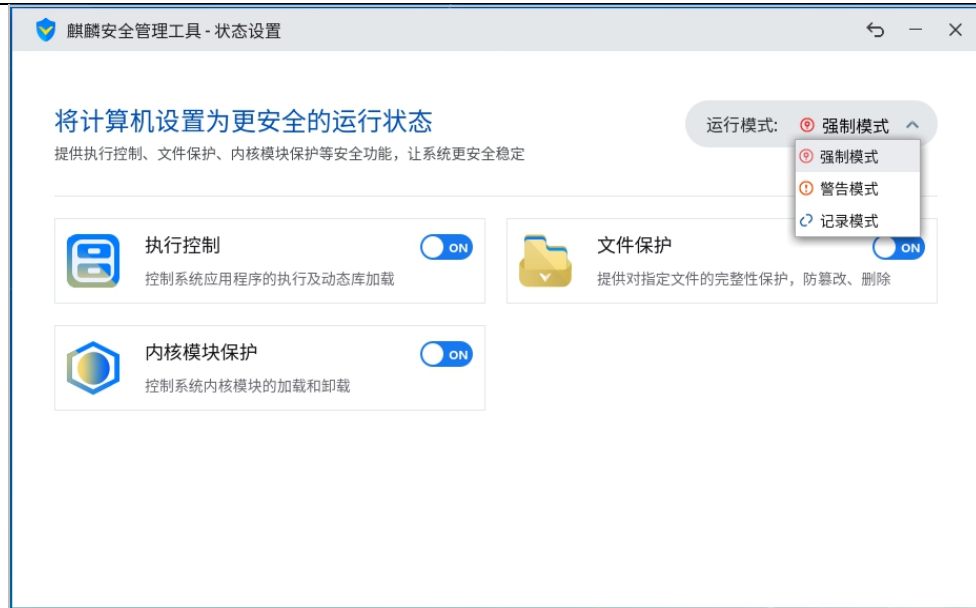 麒麟安全管理工具 - 状态设置
将计算机设置为更安全的运行状态
提供执行控制、文件保护、内核模块保护等安全功能，让系统更安全稳定
运行模式: 强制模式
强制模式
警告模式
记录模式
执行控制
ON
控制系统应用程序的执行及动态库加载
文件保护
ON
提供对指定文件的完整性保护，防篡改、删除
内核模块保护
ON
控制系统内核模块的加载和卸载